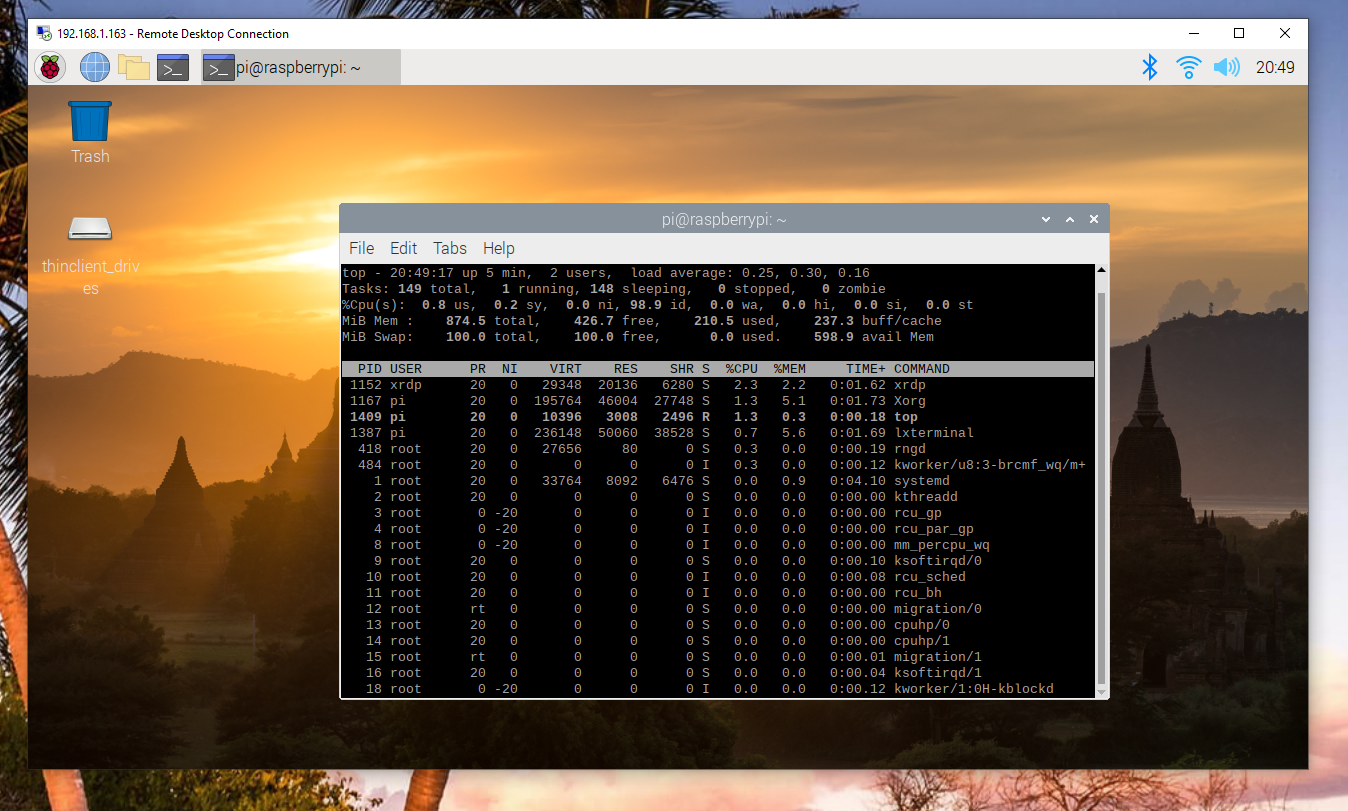 192.168.1.163 - Remote Desktop Connection
pi@raspberrypi: ~
20:49
Trash
thinclient_driv
es
pi@raspberrypi: ~
File Edit Tabs Help
top - 20:49:17 up 5 min,  2 users,  load average: 0.25, 0.30, 0.16
Tasks: 149 total,   1 running, 148 sleeping,   0 stopped,   0 zombie
%Cpu(s):  0.8 us,  0.2 sy,  0.0 ni, 98.9 id,  0.0 wa,  0.0 hi,  0.0 si,  0.0 st
MiB Mem :    874.5 total,    426.7 free,    210.5 used,    237.3 buff/cache
MiB Swap:    100.0 total,    100.0 free,      0.0 used.    598.9 avail Mem
PID USER      PR  NI    VIRT    RES    SHR S  %CPU  %MEM     TIME+ COMMAND
1152 xrdp      20   0   29348  20136   6280 S   2.3   2.2   0:01.62 xrdp
1167 pi        20   0  195764  46004  27748 S   1.3   5.1   0:01.73 Xorg
1409 pi        20   0   10396   3008   2496 R   1.3   0.3   0:00.18 top
1387 pi        20   0  236148  50060  38528 S   0.7   5.6   0:01.69 lxterminal
418 root      20   0   27656     80      0 S   0.3   0.0   0:00.19 rngd
484 root      20   0       0      0      0 I   0.3   0.0   0:00.12 kworker/u8:3-brcmf_wq/m+
1 root      20   0   33764   8092   6476 S   0.0   0.9   0:04.10 systemd
2 root      20   0       0      0      0 S   0.0   0.0   0:00.00 kthreadd
3 root       0 -20       0      0      0 I   0.0   0.0   0:00.00 rcu_gp
4 root       0 -20       0      0      0 I   0.0   0.0   0:00.00 rcu_par_gp
8 root       0 -20       0      0      0 I   0.0   0.0   0:00.00 mm_percpu_wq
9 root      20   0       0      0      0 S   0.0   0.0   0:00.10 ksoftirqd/0
10 root      20   0       0      0      0 I   0.0   0.0   0:00.08 rcu_sched
11 root      20   0       0      0      0 I   0.0   0.0   0:00.00 rcu_bh
12 root      rt   0       0      0      0 S   0.0   0.0   0:00.00 migration/0
13 root      20   0       0      0      0 S   0.0   0.0   0:00.00 cpuhp/0
14 root      20   0       0      0      0 S   0.0   0.0   0:00.00 cpuhp/1
15 root      rt   0       0      0      0 S   0.0   0.0   0:00.01 migration/1
16 root      20   0       0      0      0 S   0.0   0.0   0:00.04 ksoftirqd/1
18 root       0 -20       0      0      0 I   0.0   0.0   0:00.12 kworker/1:0H-kblockd